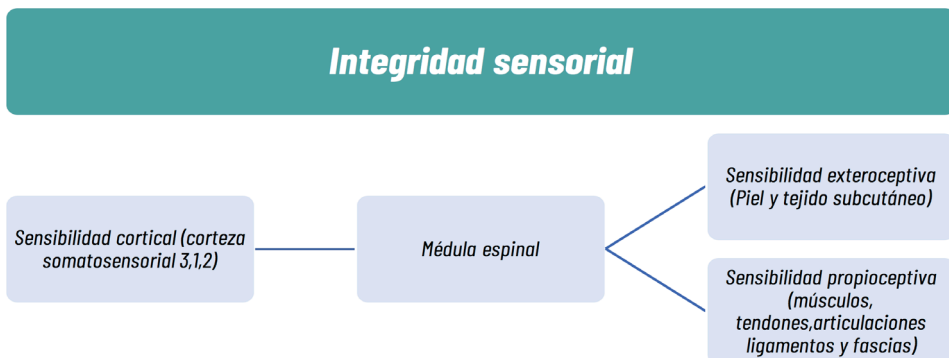 Integridad sensorial
Sensibilidad cortical (corteza
somatosensorial 3,1,2)
Médula espinal
Sensibilidad exteroceptiva
(Piel y tejido subcutáneo)
Sensibilidad propioceptiva
(músculos,
tendones,articulaciones
ligamentos y fascias)